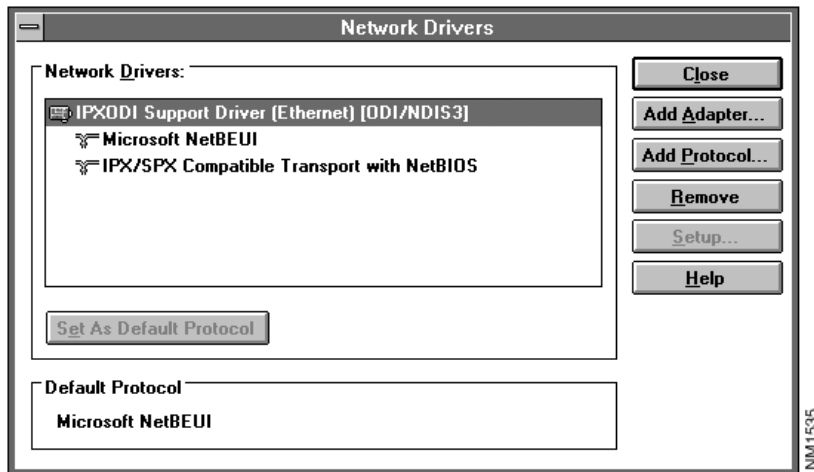 Network Drivers
Network Drivers:
IPXODI Support Driver (Ethernet) [ODI/NDIS3]
Microsoft NetBEUI
IPX/SPX Compatible Transport with NetBIOS
Set As Default Protocol
Default Protocol
Microsoft NetBEUI
Close
Add Adapter...
Add Protocol...
Remove
Setup...
Help
NM1535